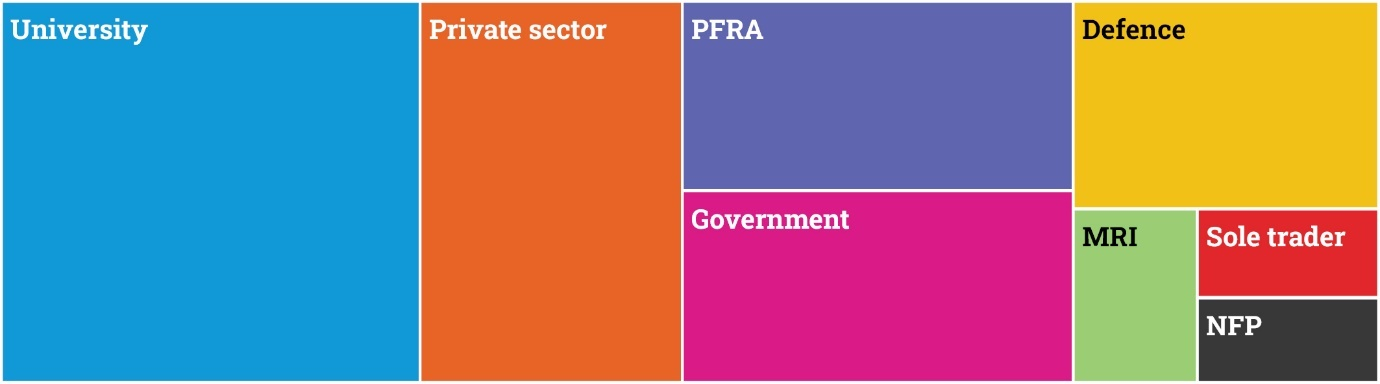 University
Private sector
PFRA
Government
Defence
MRI
Sole trader
NFP